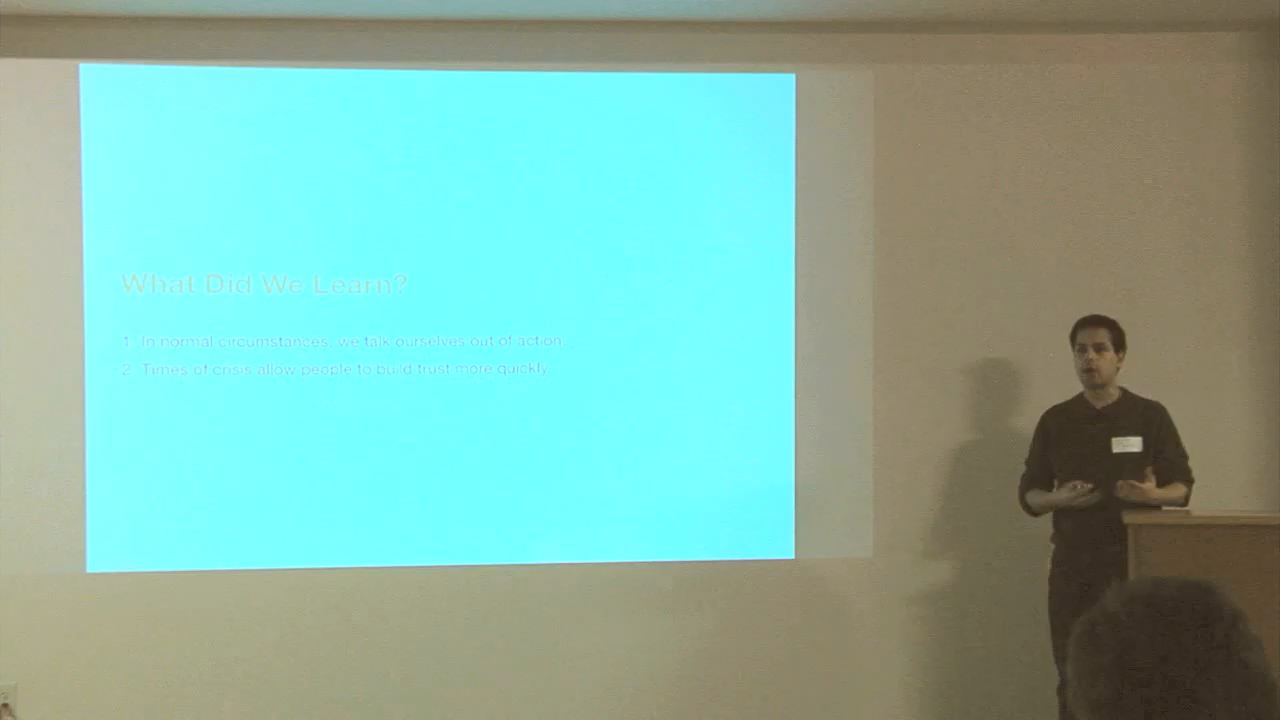 What Did We Learn?
1. In normal circumstances, we talk ourselves out of action.
2. Times of crisis allow people to build trust more quickly.